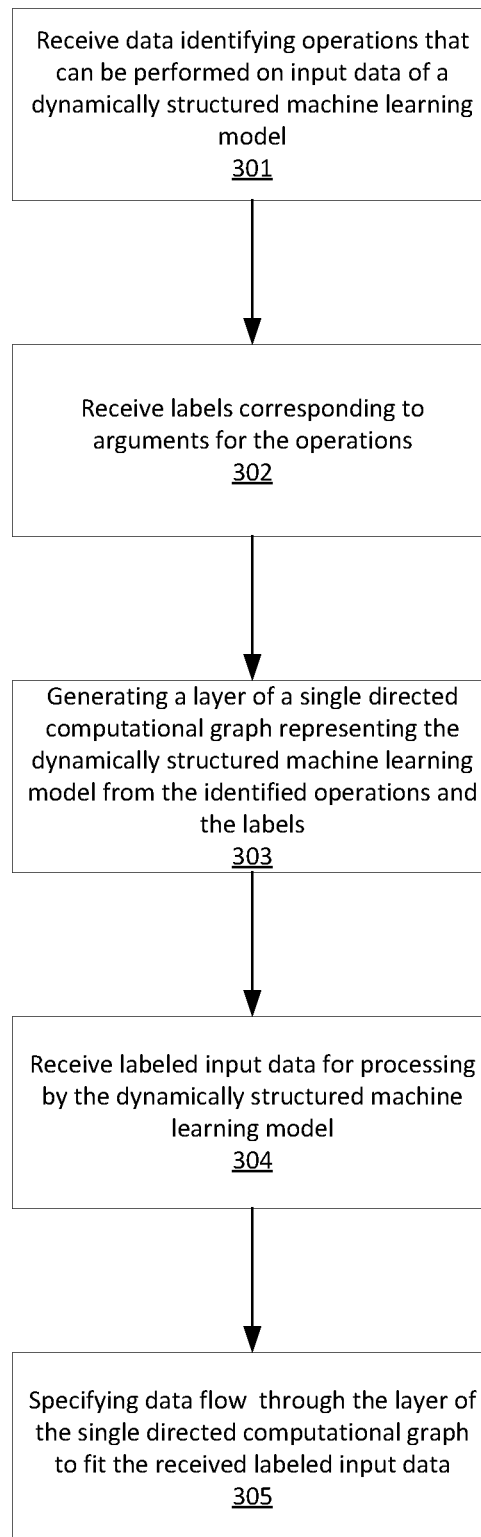 Receive data identifying operations that
can be performed on input data of a
dynamically structured machine learning
model
301
Receive labels corresponding to
arguments for the operations
302
Generating a layer of a single directed
computational graph representing the
dynamically structured machine learning
model from the identified operations and
the labels
303
Receive labeled input data for processing
by the dynamically structured machine
learning model
304
Specifying data flow through the layer of
the single directed computational graph
to fit the received labeled input data
305